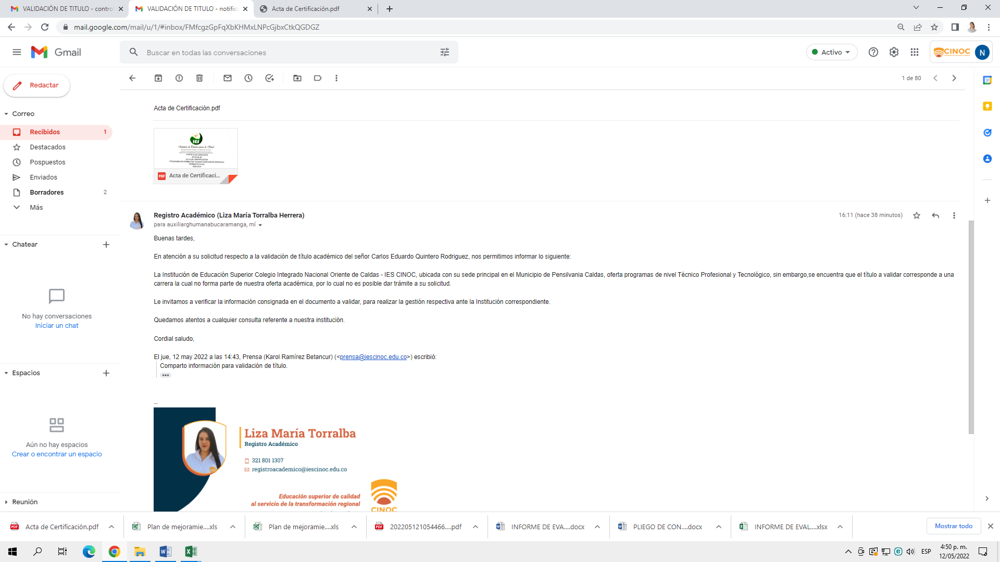 VALIDACIÓN DE TITULO - contro
VALIDACIÓN DE TITULO - notifica
Acta de Certificación.pdf
mail.google.com/mail/u/1/#inbox/FMfcgzGpFqXbKHMxLNPcGjbxCtkQGDGZ
Gmail
Buscar en todas las conversaciones
Activo
CINOC
N
Redactar
1 de 80
31
Correo
Recibidos 1
Destacados
Pospuestos
Enviados
Borradores 2
Más
Chatear
No hay conversaciones
Iniciar un chat
Espacios
Aún no hay espacios
Crear o encontrar un espacio
Reunión
Acta de Certificación.pdf
IES
Instituto de Estudios para la Salud
PDF Acta de Certificaci...
Registro Académico (Liza María Torralba Herrera)
16:11 (hace 38 minutos)
para auxiliarghumanabucaramanga, mí
Buenas tardes,
En atención a su solicitud respecto a la validación de título académico del señor Carlos Eduardo Quintero Rodriguez, nos permitimos informar lo siguiente:
La Institución de Educación Superior Colegio Integrado Nacional Oriente de Caldas - IES CINOC, ubicada con su sede principal en el Municipio de Pensilvania Caldas, oferta programas de nivel Técnico Profesional y Tecnológico, sin embargo,se encuentra que el título a validar corresponde a una
carrera la cual no forma parte de nuestra oferta académica, por lo cual no es posible dar trámite a su solicitud.
Le invitamos a verificar la información consignada en el documento a validar, para realizar la gestión respectiva ante la Institución correspondiente.
Quedamos atentos a cualquier consulta referente a nuestra institución.
Cordial saludo,
El jue, 12 may 2022 a las 14:43, Prensa (Karol Ramírez Betancur) (<prensa@iescinoc.edu.co>) escribió:
Comparto información para validación de título.
--
Liza María Torralba
Registro Académico
321 801 1307
registroacademico@iescinoc.edu.co
Educación superior de calidad
al servicio de la transformación regional
CINOC
PDF Acta de Certificación.pdf
Plan de mejoramie....xls
Plan de mejoramie....xls
PDF 202205121054466....pdf
INFORME DE EVA....docx
PLIEGO DE CON....docx
INFORME DE EVAL....xlsx
Mostrar todo
ESP
4:50 p. m.
12/05/2022